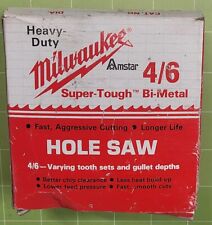 Heavy-
Duty
Milwaukee
Amstar
4/6
Super-Tough™ Bi-Metal
• Fast, Aggressive Cutting • Longer Life
HOLE SAW
4/6—Varying tooth sets and gullet depths
• Better chip clearance • Less heat build-up
• Lower feed pressure • Fast, smooth cuts